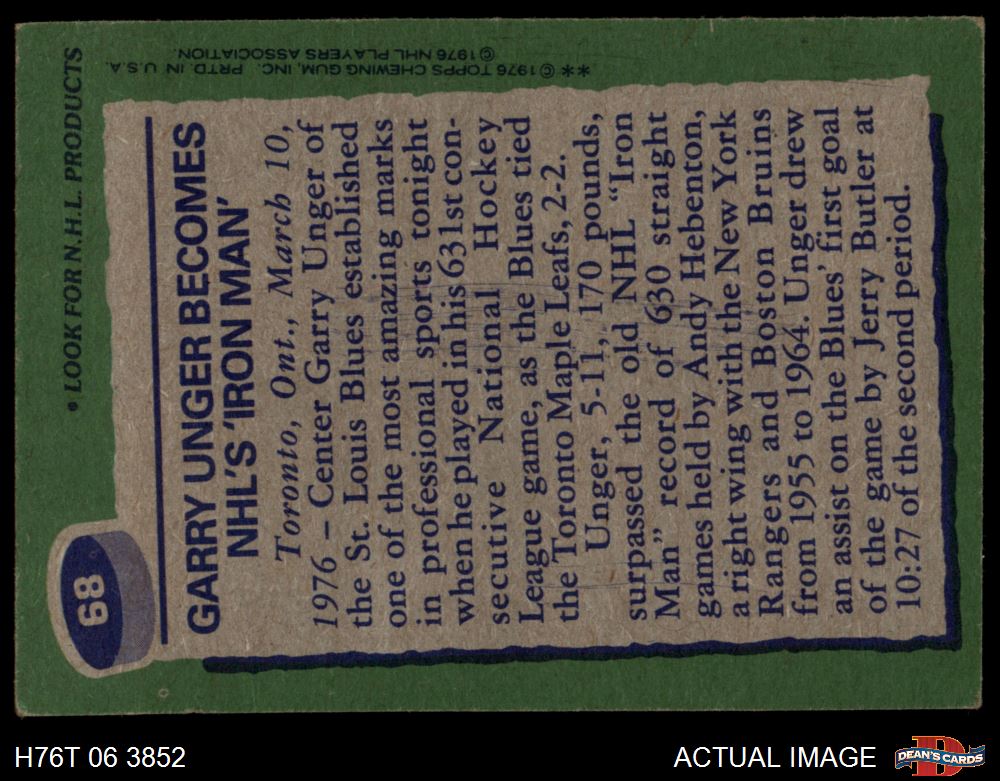 68
• LOOK FOR N.H.L. PRODUCTS
GARRY UNGER BECOMES
NHL'S 'IRON MAN'
Toronto, Ont., March 10,
1976 – Center Garry Unger of
the St. Louis Blues established
one of the most amazing marks
in professional sports tonight
when he played in his 631st con-
secutive National Hockey
League game, as the Blues tied
the Toronto Maple Leafs, 2-2.
Unger, 5-11, 170 pounds,
surpassed the old NHL “Iron
Man” record of 630 straight
games held by Andy Hebenton,
a right wing with the New York
Rangers and Boston Bruins
from 1955 to 1964. Unger drew
an assist on the Blues' first goal
of the game by Jerry Butler at
10:27 of the second period.
**© 1976 TOPPS CHEWING GUM, INC. PRTD. IN U.S.A.
©1976 NHL PLAYERS ASSOCIATION.
H76T 06 3852
ACTUAL IMAGE
D
DEAN'S CARDS